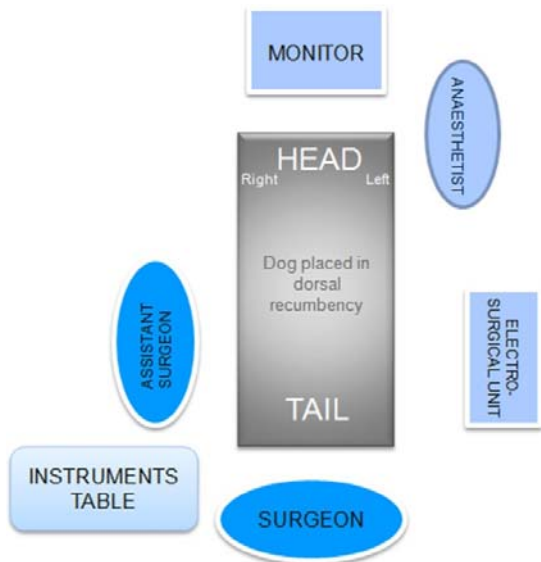 MONITOR
ANAESTHETIST
HEAD
Right Left
Dog placed in
dorsal
recumbency
ASSISTANT
SURGEON
ELECTRO-
SURGICAL UNIT
TAIL
INSTRUMENTS
TABLE
SURGEON